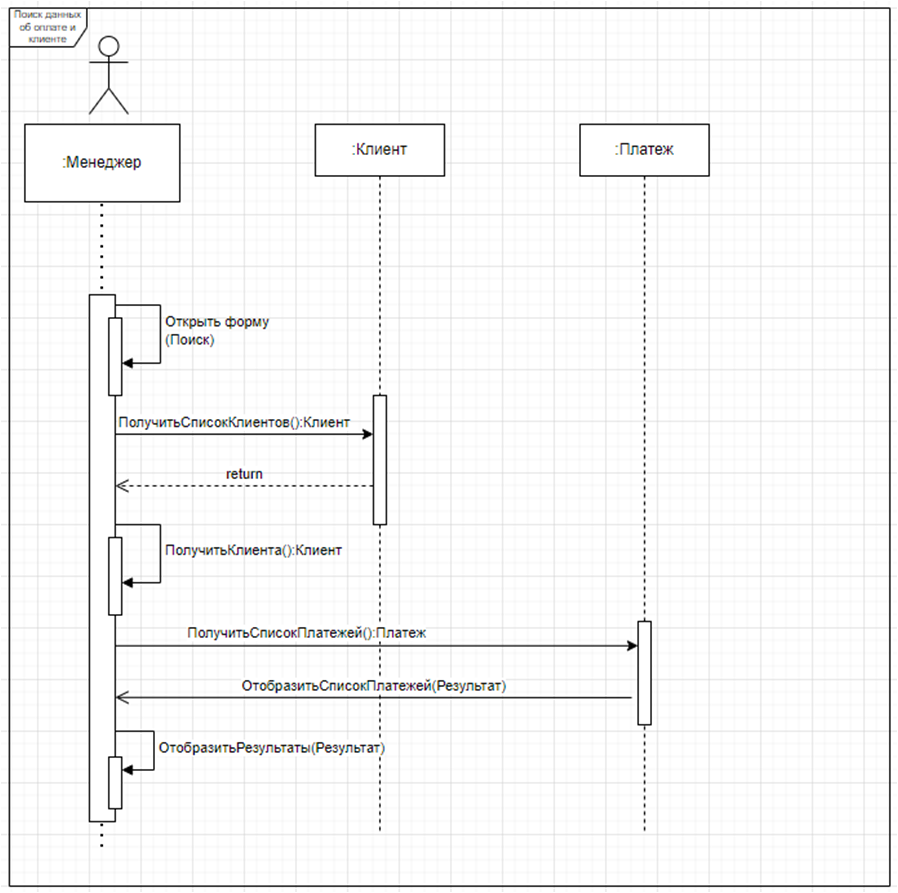 Поиск данных
об оплате и
клиенте
:Менеджер
:Клиент
:Платеж
Открыть форму
(Поиск)
ПолучитьСписокКлиентов():Клиент
return
ПолучитьКлиента():Клиент
ПолучитьСписокПлатежей():Платеж
ОтобразитьСписокПлатежей(Результат)
ОтобразитьРезультаты(Результат)